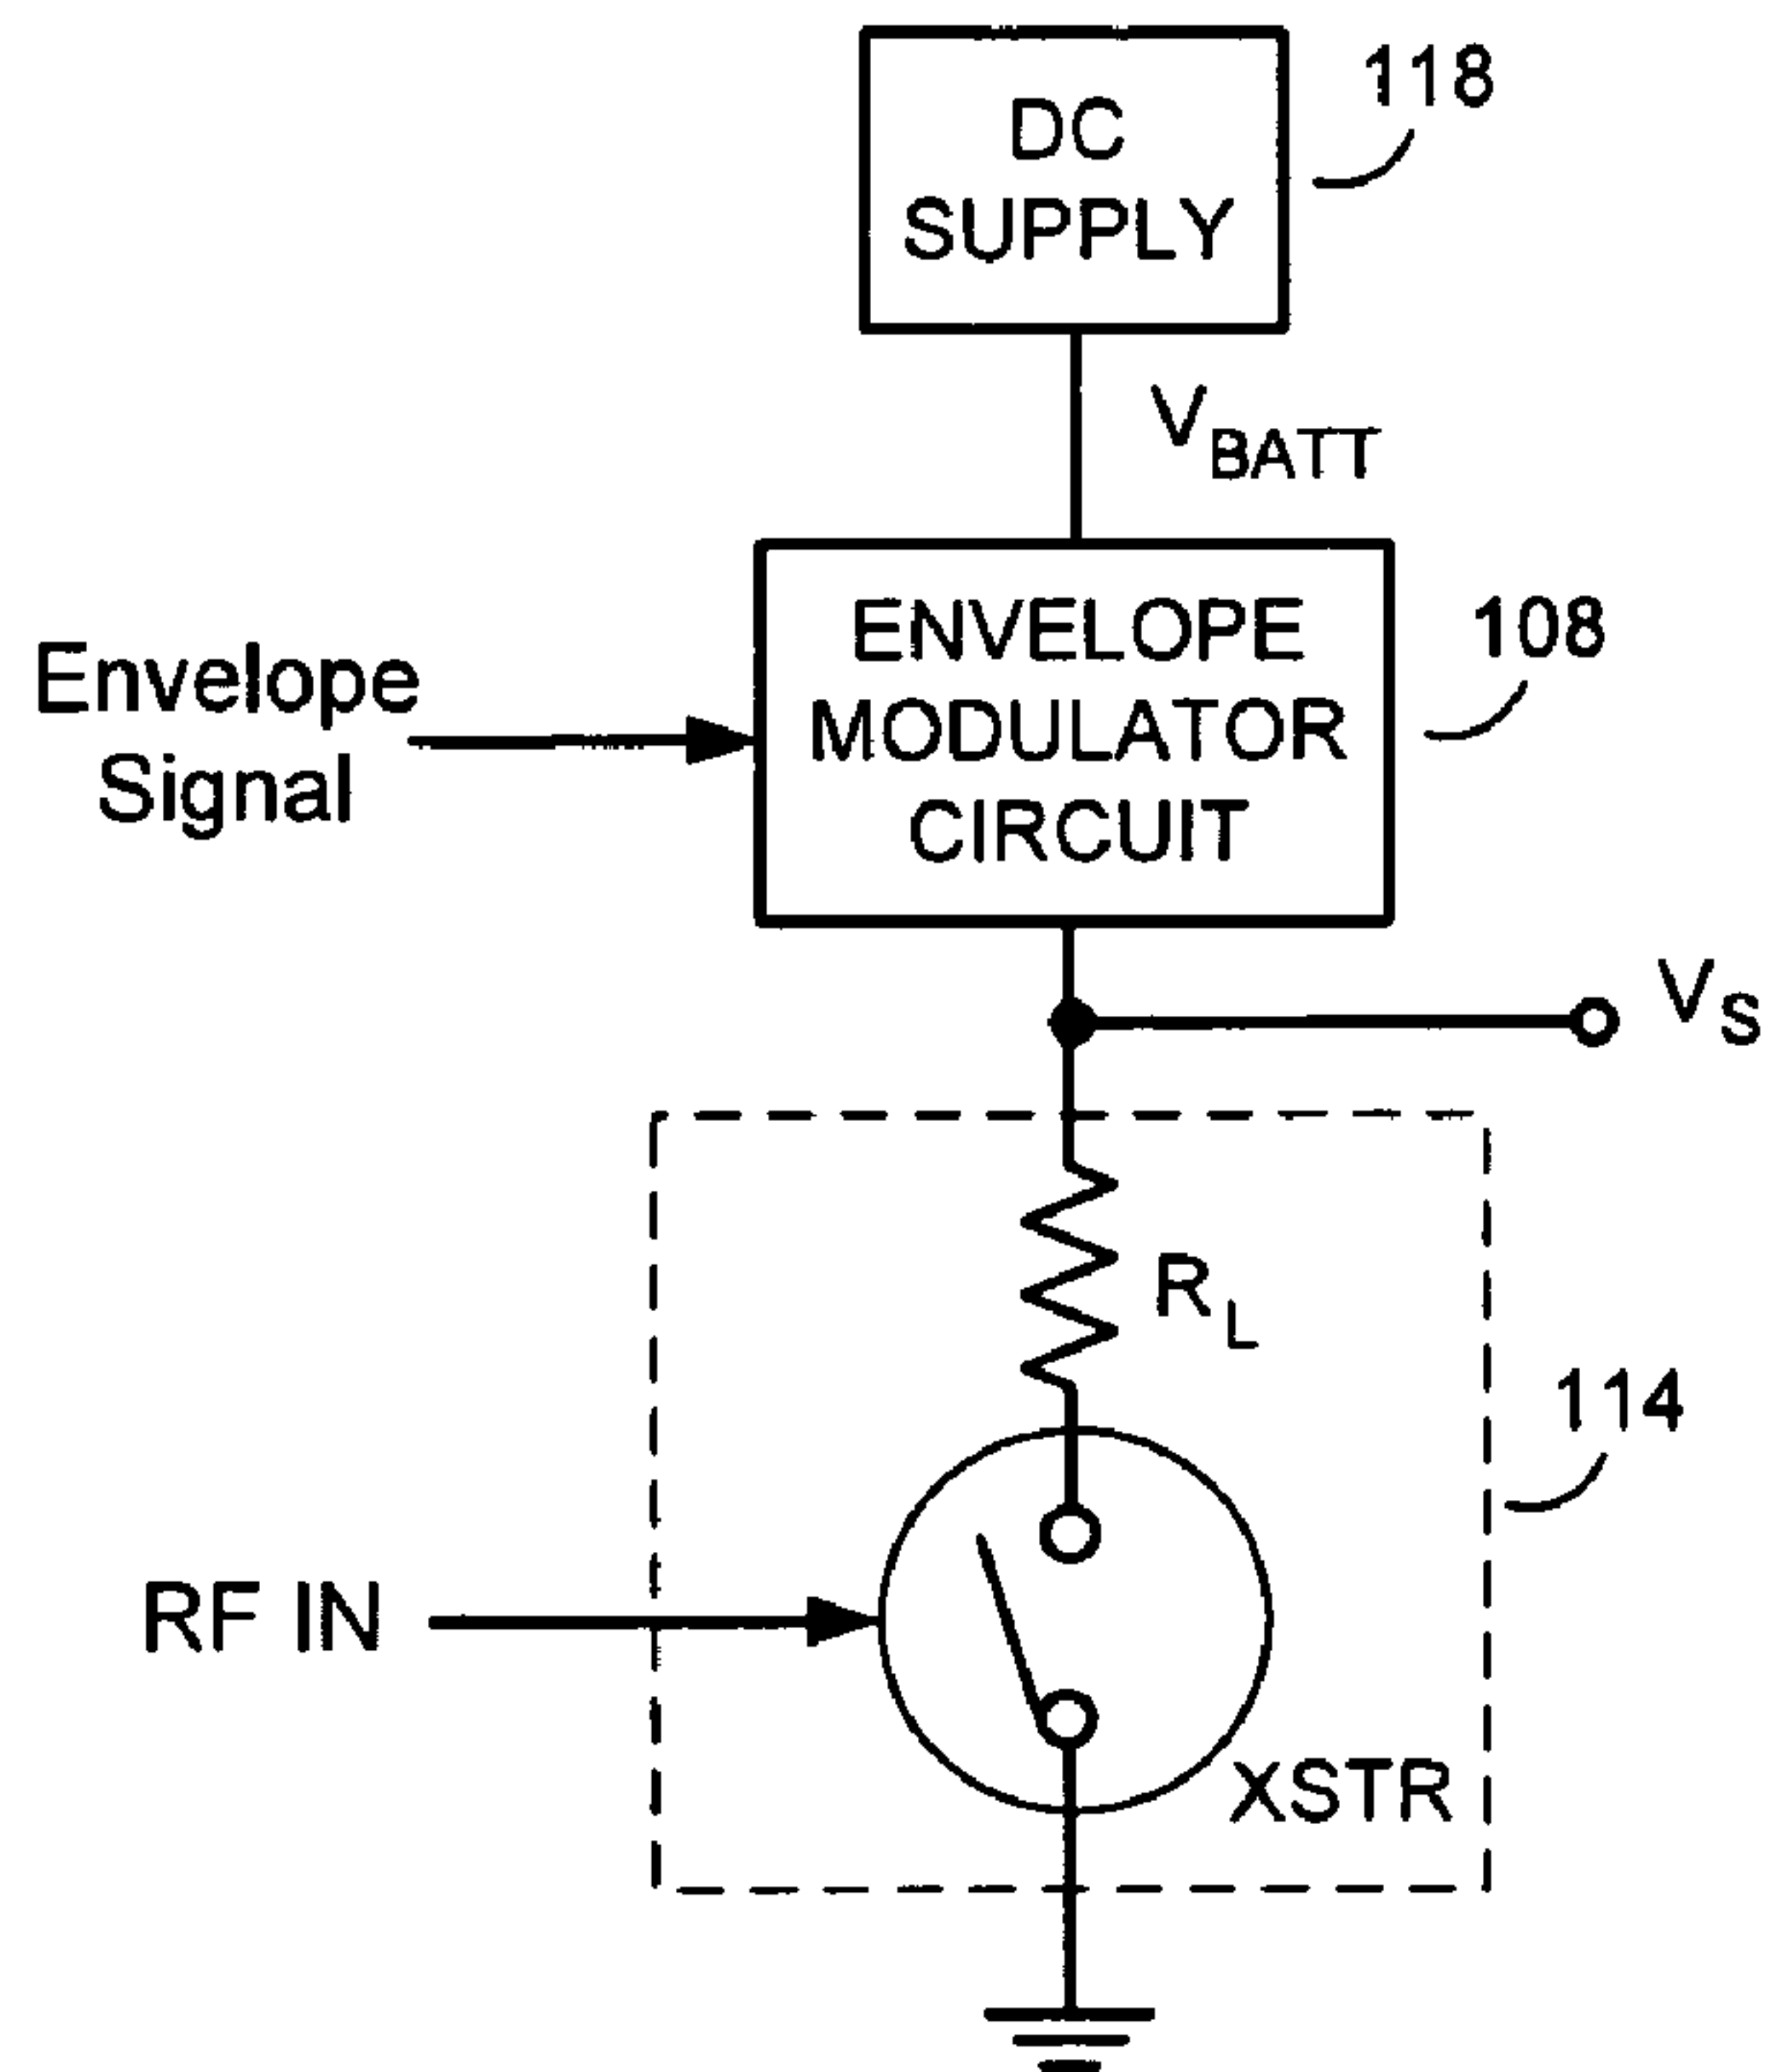 DC
SUPPLY
118
V_BATT
ENVELOPE
MODULATOR
CIRCUIT
108
Envelope
Signal
V_S
R_L
114
RF IN
XSTR